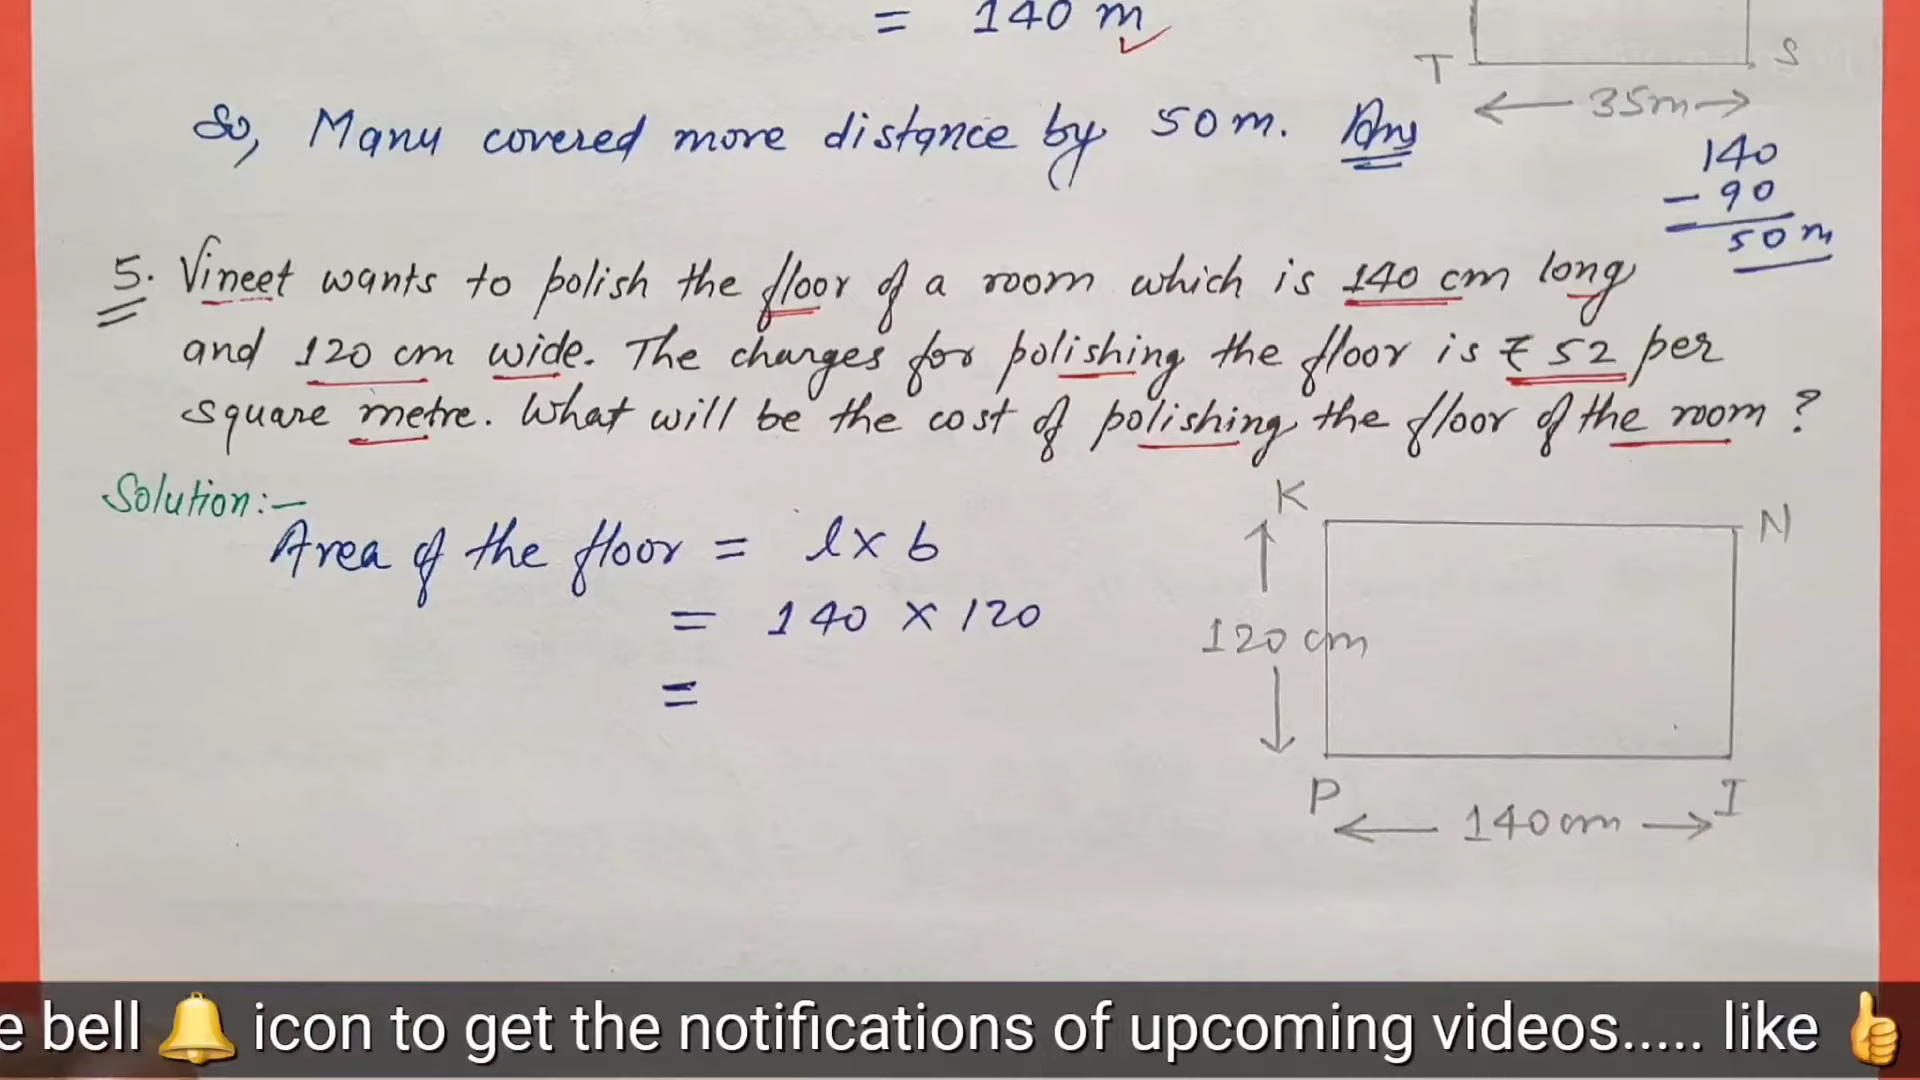 = 140 m
T S
35m
So, Manu covered more distance by 50 m. Ans
140
- 90
50 m
5. Vineet wants to polish the floor of a room which is 140 cm long
and 120 cm wide. The charges for polishing the floor is ₹ 52 per
square metre. What will be the cost of polishing the floor of the room ?
Solution:-
K N
Area of the floor = l x b
= 140 x 120
120 cm
=
P I
140 cm
e bell 🔔 icon to get the notifications of upcoming videos..... like 👍